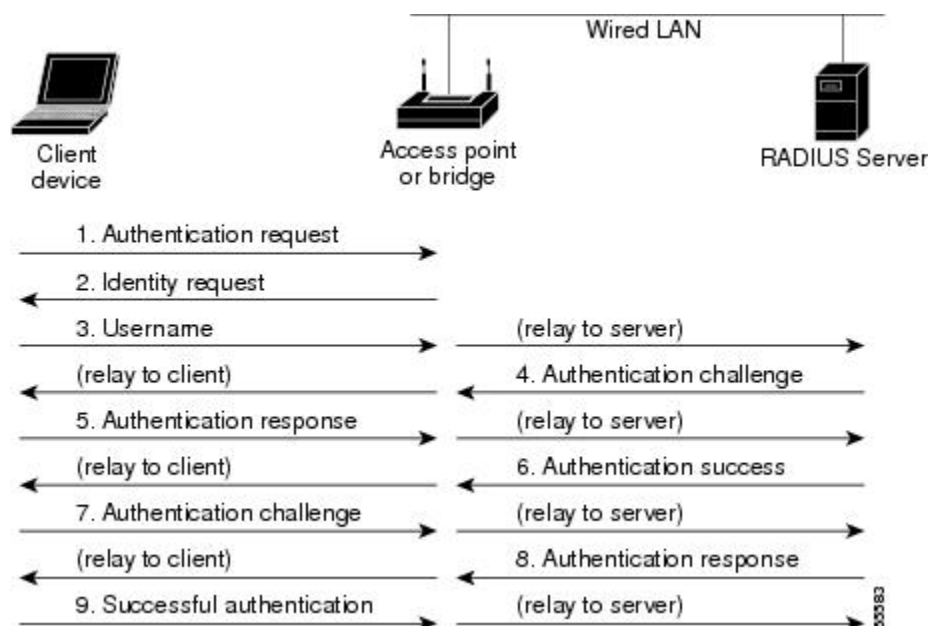 Wired LAN
Client
device
Access point
or bridge
RADIUS Server
1. Authentication request
2. Identity request
3. Username
(relay to server)
(relay to client)
4. Authentication challenge
5. Authentication response
(relay to server)
(relay to client)
6. Authentication success
7. Authentication challenge
(relay to server)
(relay to client)
8. Authentication response
9. Successful authentication
(relay to server)
65583